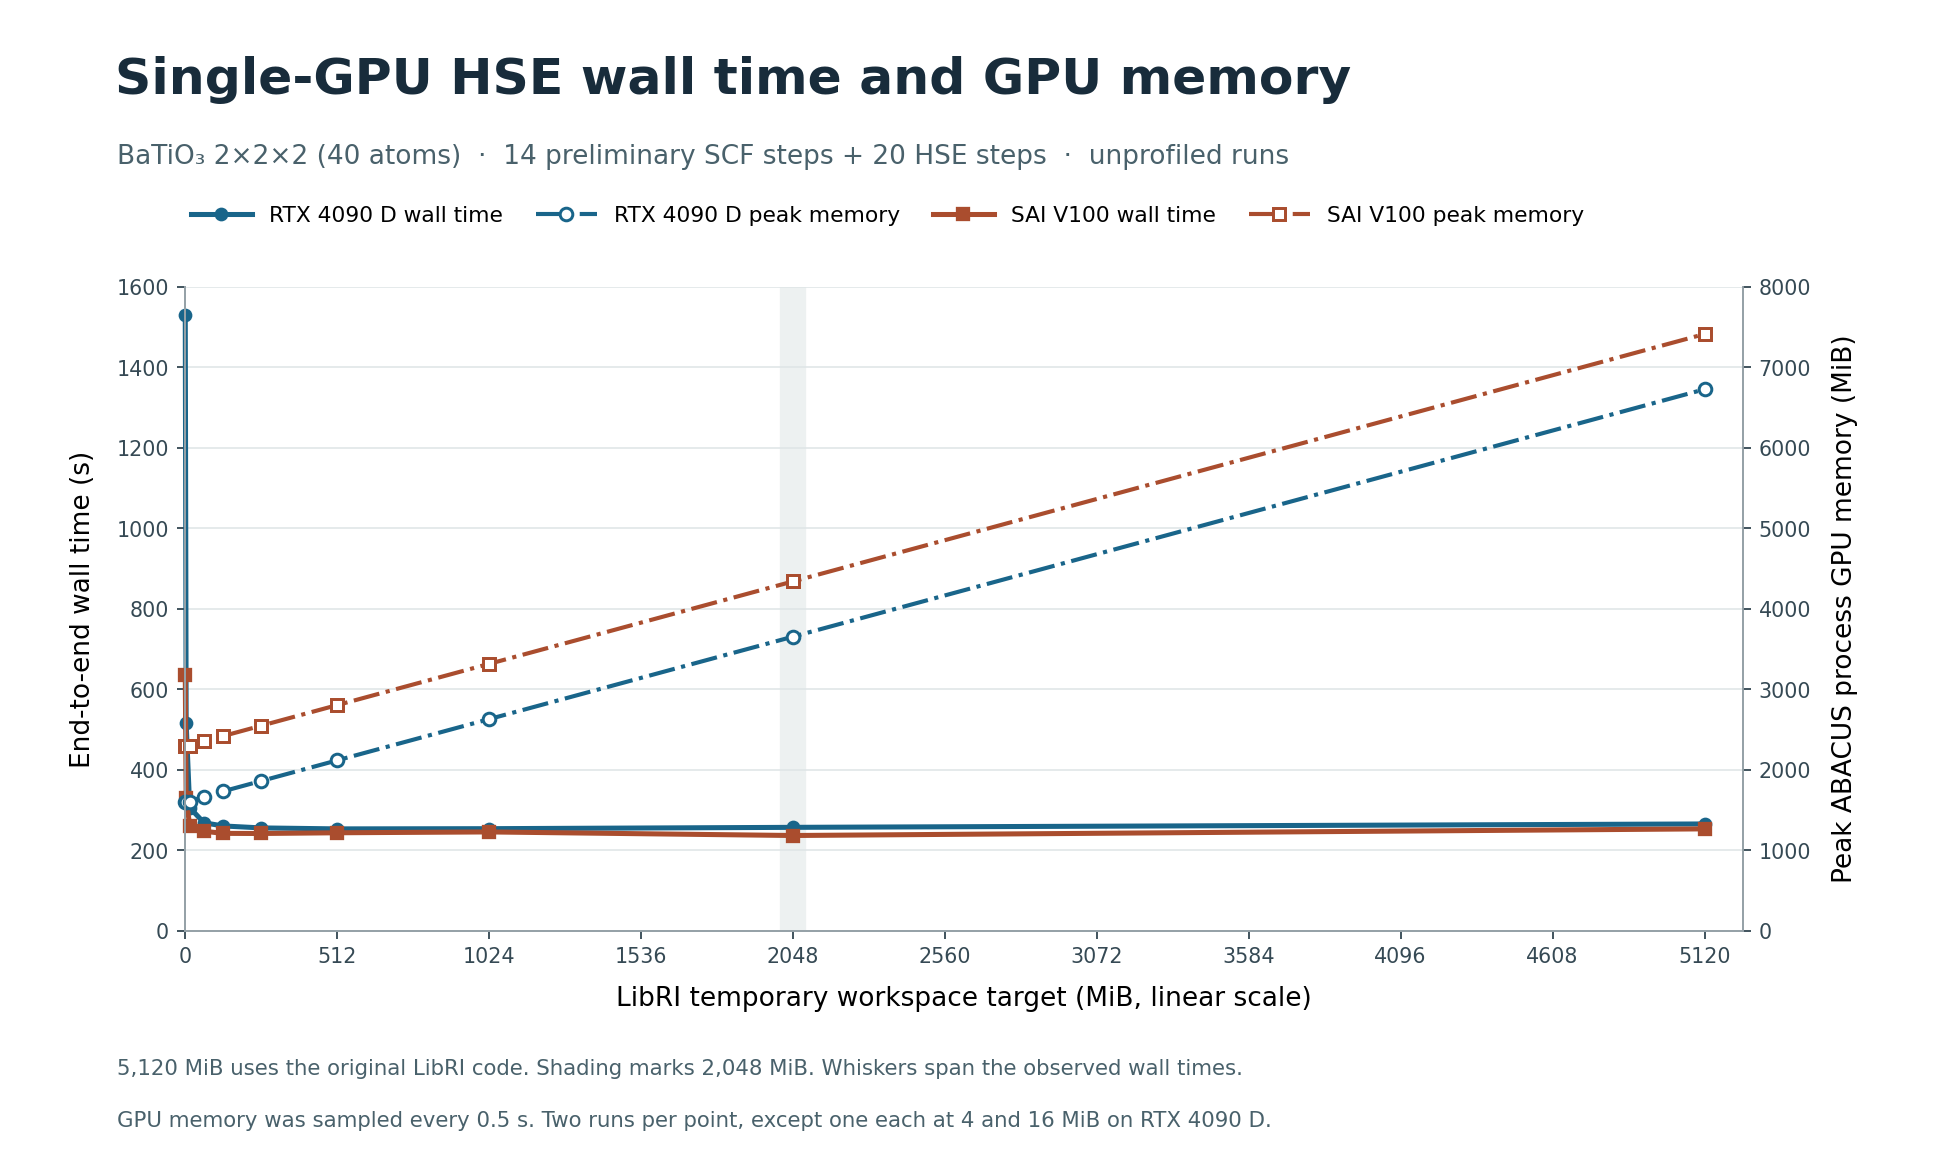 Single-GPU HSE wall time and GPU memory
BaTiO₃ 2×2×2 (40 atoms) · 14 preliminary SCF steps + 20 HSE steps · unprofiled runs
RTX 4090 D wall time
RTX 4090 D peak memory
SAI V100 wall time
SAI V100 peak memory
End-to-end wall time (s)
1600
1400
1200
1000
800
600
400
200
0
8000
7000
6000
5000
4000
3000
2000
1000
0
Peak ABACUS process GPU memory (MiB)
0 512 1024 1536 2048 2560 3072 3584 4096 4608 5120
LibRI temporary workspace target (MiB, linear scale)
5,120 MiB uses the original LibRI code. Shading marks 2,048 MiB. Whiskers span the observed wall times.
GPU memory was sampled every 0.5 s. Two runs per point, except one each at 4 and 16 MiB on RTX 4090 D.